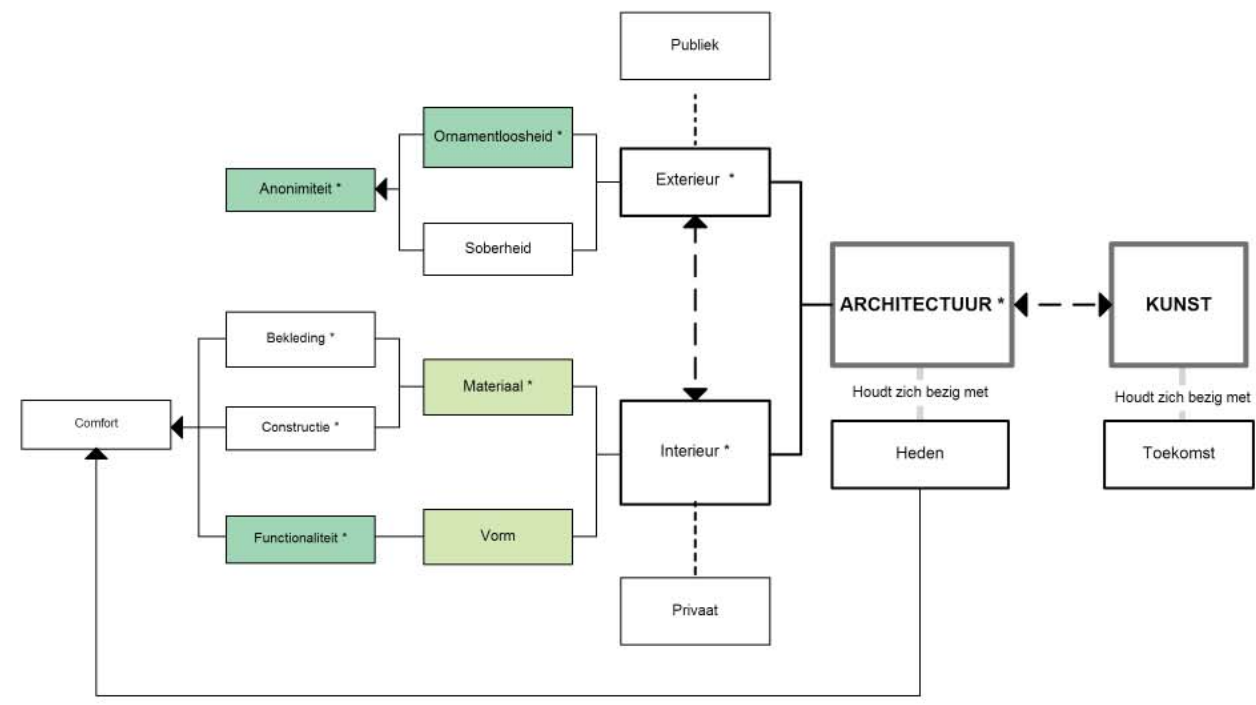 Publiek
Ornamentloosheid *
Anonimiteit *
Exterieur *
Soberheid
ARCHITECTUUR *
KUNST
Bekleding *
Materiaal *
Houdt zich bezig met
Houdt zich bezig met
Comfort
Constructie *
Interieur *
Heden
Toekomst
Functionaliteit *
Vorm
Privaat